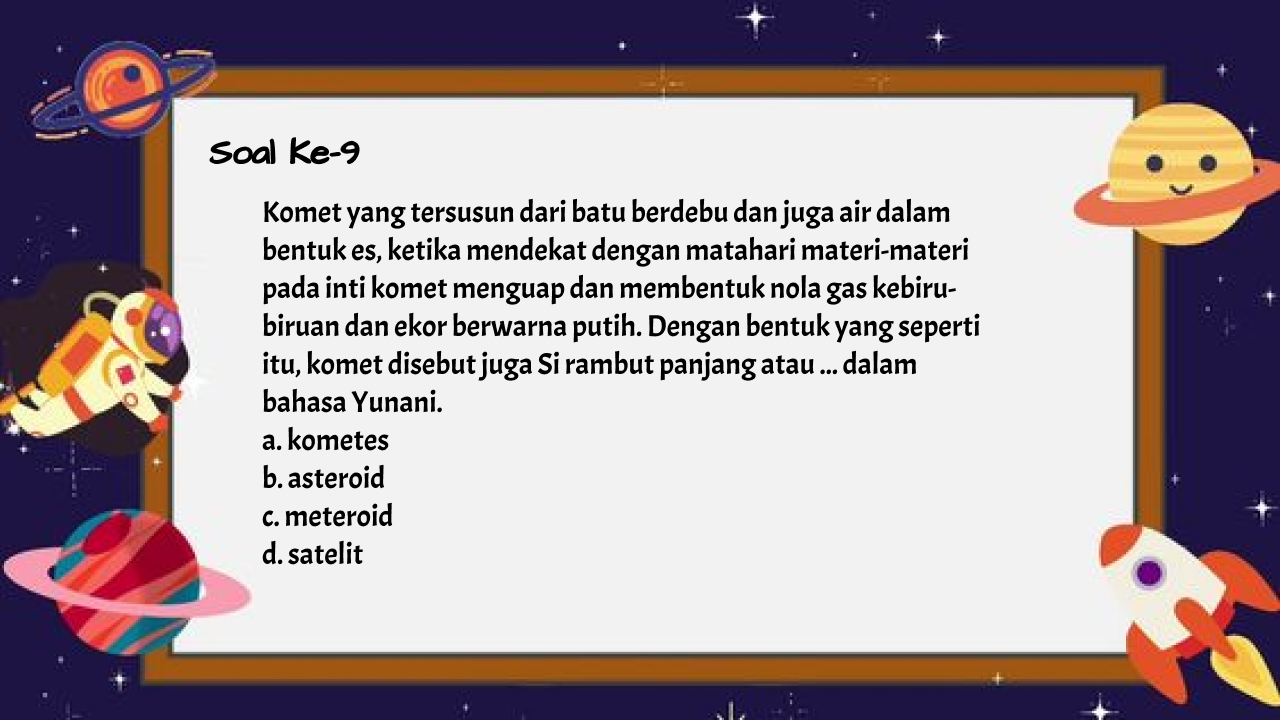 Soal Ke-9
Komet yang tersusun dari batu berdebu dan juga air dalam
bentuk es, ketika mendekat dengan matahari materi-materi
pada inti komet menguap dan membentuk nola gas kebiru-
biruan dan ekor berwarna putih. Dengan bentuk yang seperti
itu, komet disebut juga Si rambut panjang atau ... dalam
bahasa Yunani.
a. kometes
b. asteroid
c. meteroid
d. satelit